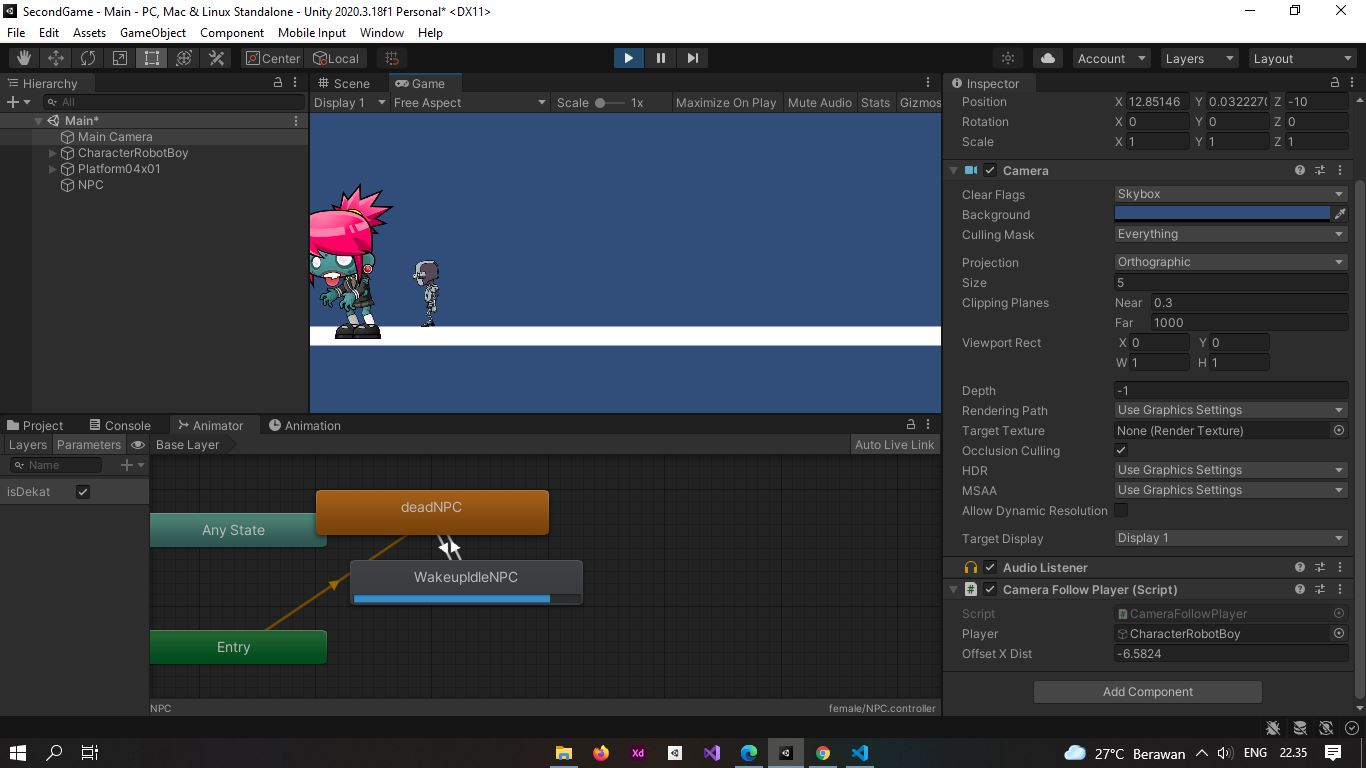 SecondGame - Main - PC, Mac & Linux Standalone - Unity 2020.3.18f1 Personal* <DX11>
File Edit Assets GameObject Component Mobile Input Window Help
Center Local Account Layers Layout
Hierarchy
All
Main*
Main Camera
CharacterRobotBoy
Platform04x01
NPC
Scene Game
Display 1 Free Aspect Scale 1x Maximize On Play Mute Audio Stats Gizmos
Project Console Animator Animation
Layers Parameters Base Layer Auto Live Link
Name
isDekat
Any State
deadNPC
WakeupIdleNPC
Entry
NPC female/NPC.controller
Inspector
Position X 12.85146 Y 0.0322270 Z -10
Rotation X 0 Y 0 Z 0
Scale X 1 Y 1 Z 1
Camera
Clear Flags Skybox
Background
Culling Mask Everything
Projection Orthographic
Size 5
Clipping Planes Near 0.3
Far 1000
Viewport Rect X 0 Y 0
W 1 H 1
Depth -1
Rendering Path Use Graphics Settings
Target Texture None (Render Texture)
Occlusion Culling
HDR Use Graphics Settings
MSAA Use Graphics Settings
Allow Dynamic Resolution
Target Display Display 1
Audio Listener
# Camera Follow Player (Script)
Script CameraFollowPlayer
Player CharacterRobotBoy
Offset X Dist -6.5824
Add Component
Xd 27°C Berawan ENG 22.35